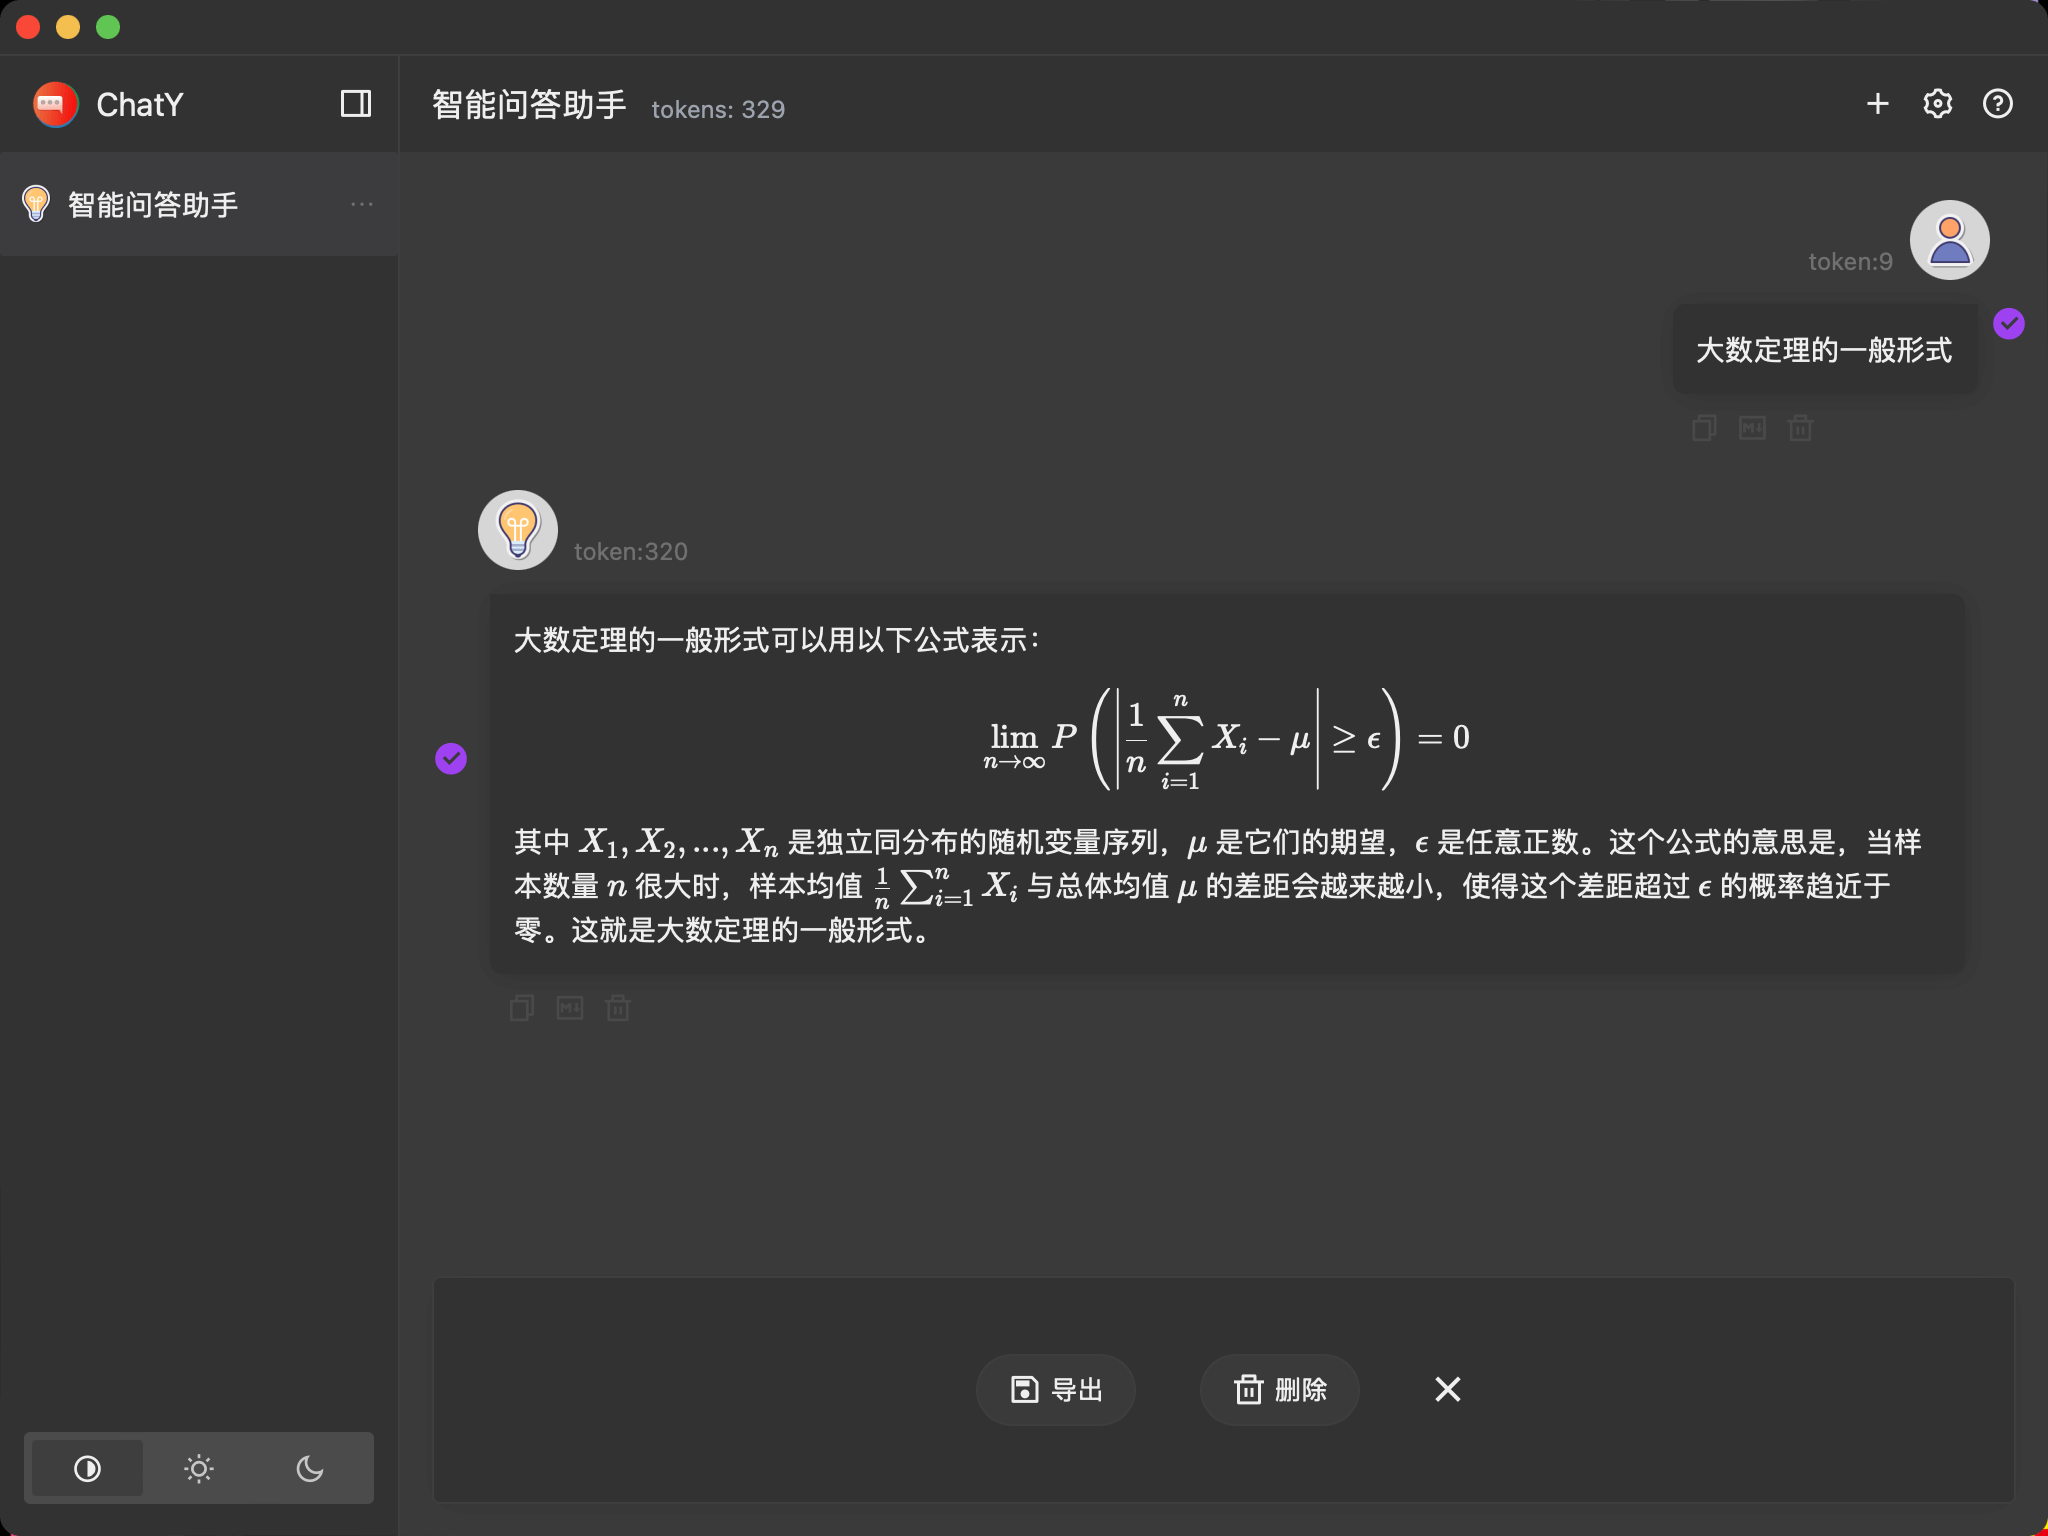 ChatY
智能问答助手 tokens: 329
智能问答助手
token:9
大数定理的一般形式
token:320
大数定理的一般形式可以用以下公式表示：
$$\lim_{n \to \infty} P\left(\left|\frac{1}{n}\sum_{i=1}^{n} X_i - \mu\right| \geq \epsilon\right) = 0$$
其中 $X_1, X_2, ..., X_n$ 是独立同分布的随机变量序列，$\mu$ 是它们的期望，$\epsilon$ 是任意正数。这个公式的意思是，当样
本数量 $n$ 很大时，样本均值 $\frac{1}{n}\sum_{i=1}^{n} X_i$ 与总体均值 $\mu$ 的差距会越来越小，使得这个差距超过 $\epsilon$ 的概率趋近于
零。这就是大数定理的一般形式。
导出
删除